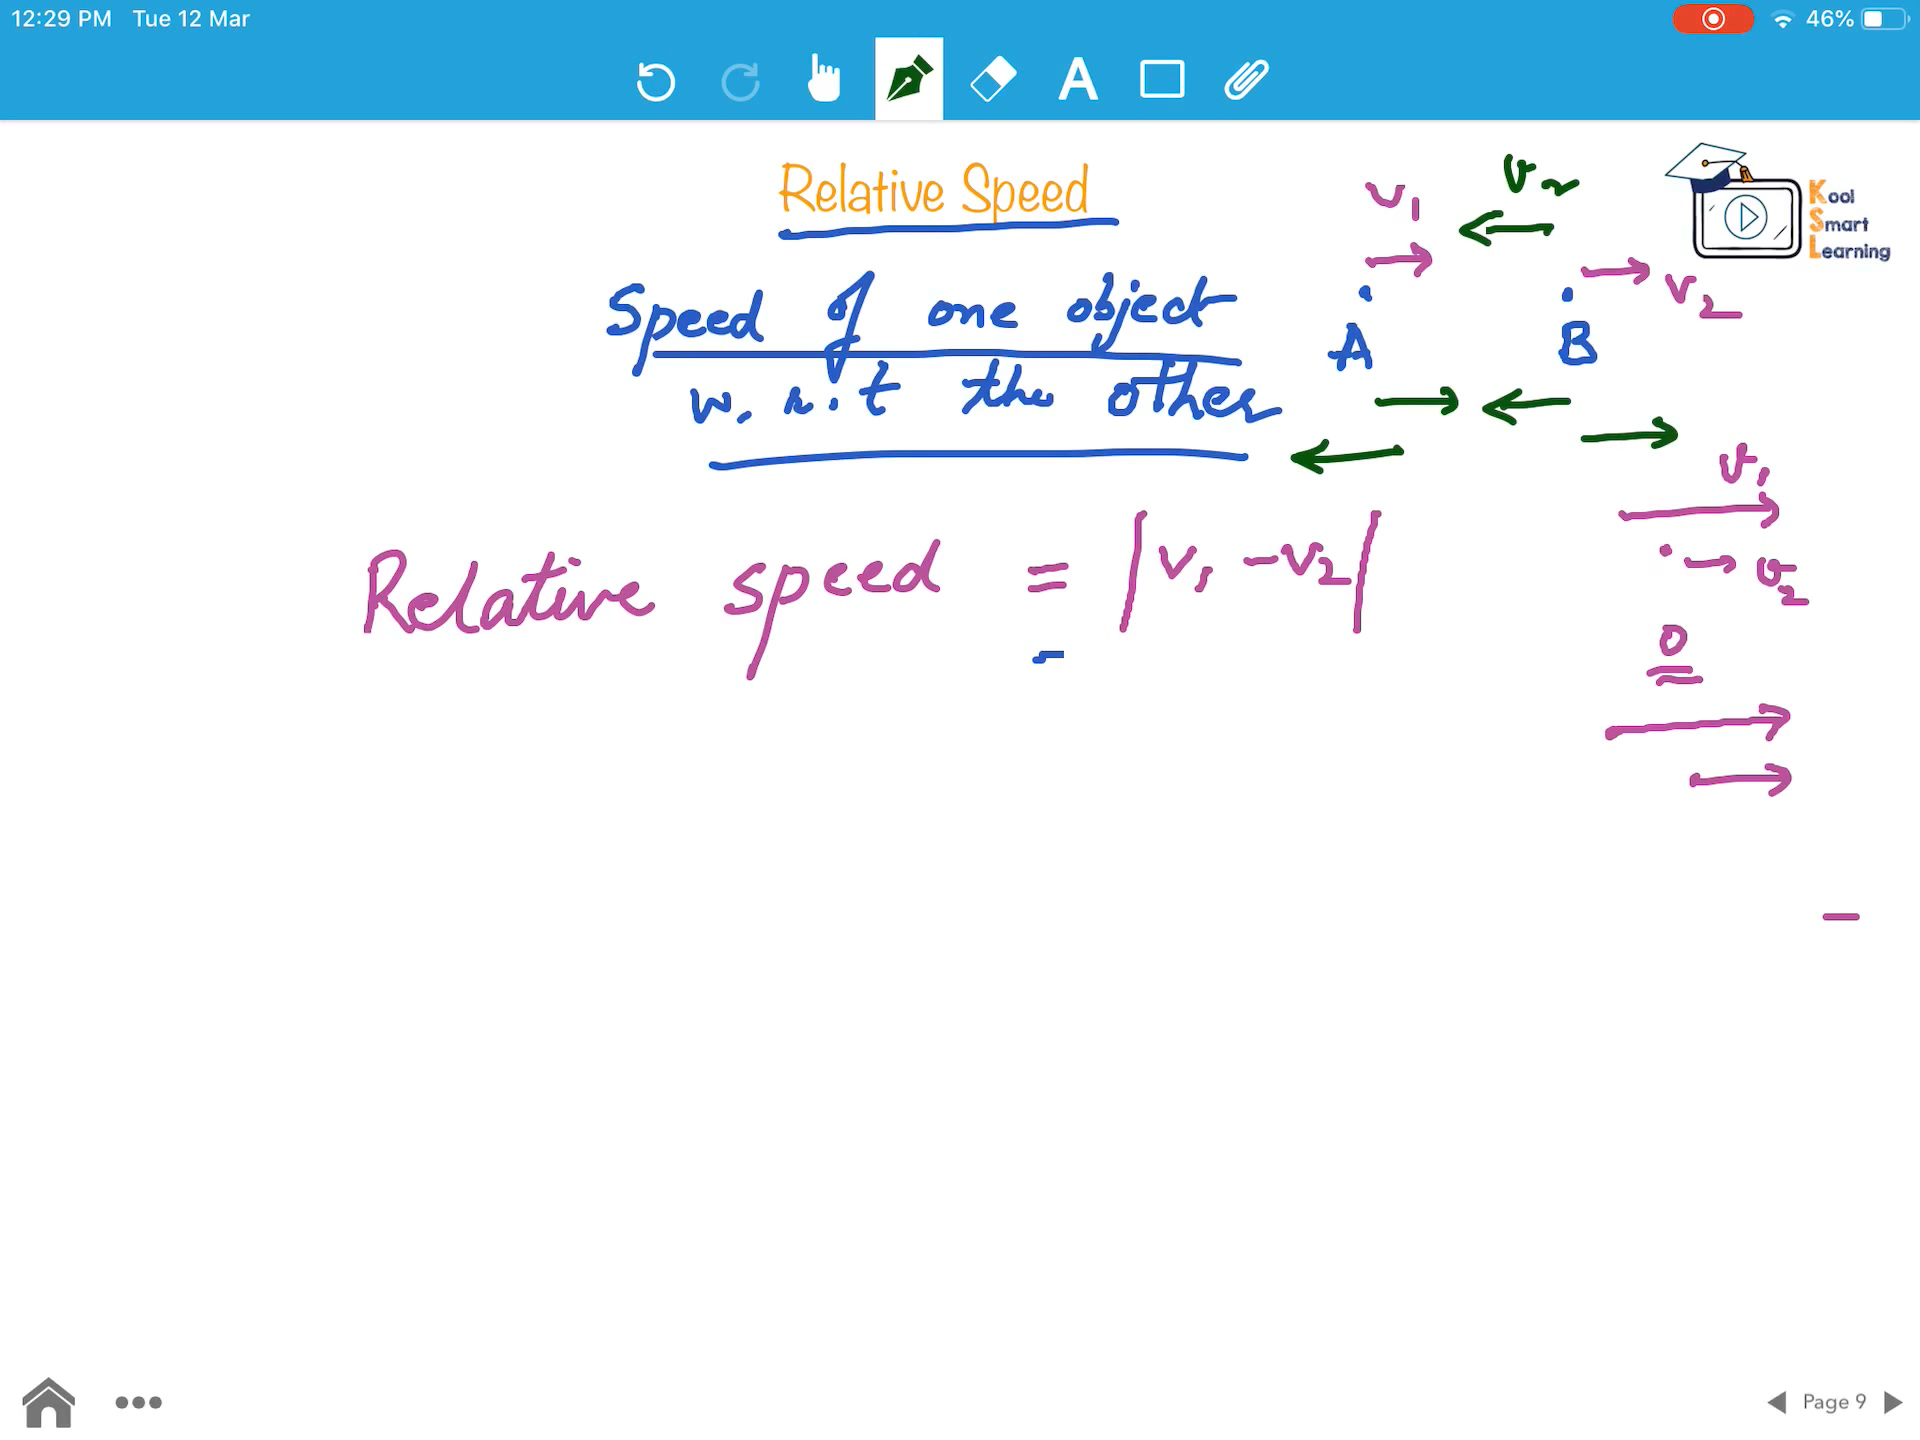 12:29 PM Tue 12 Mar
46%
A
Relative Speed
v1
v2
Kool
Smart
Learning
v2
Speed of one object
A B
w.r.t the other
v1
Relative speed = |v1 - v2|
v2
0
Page 9